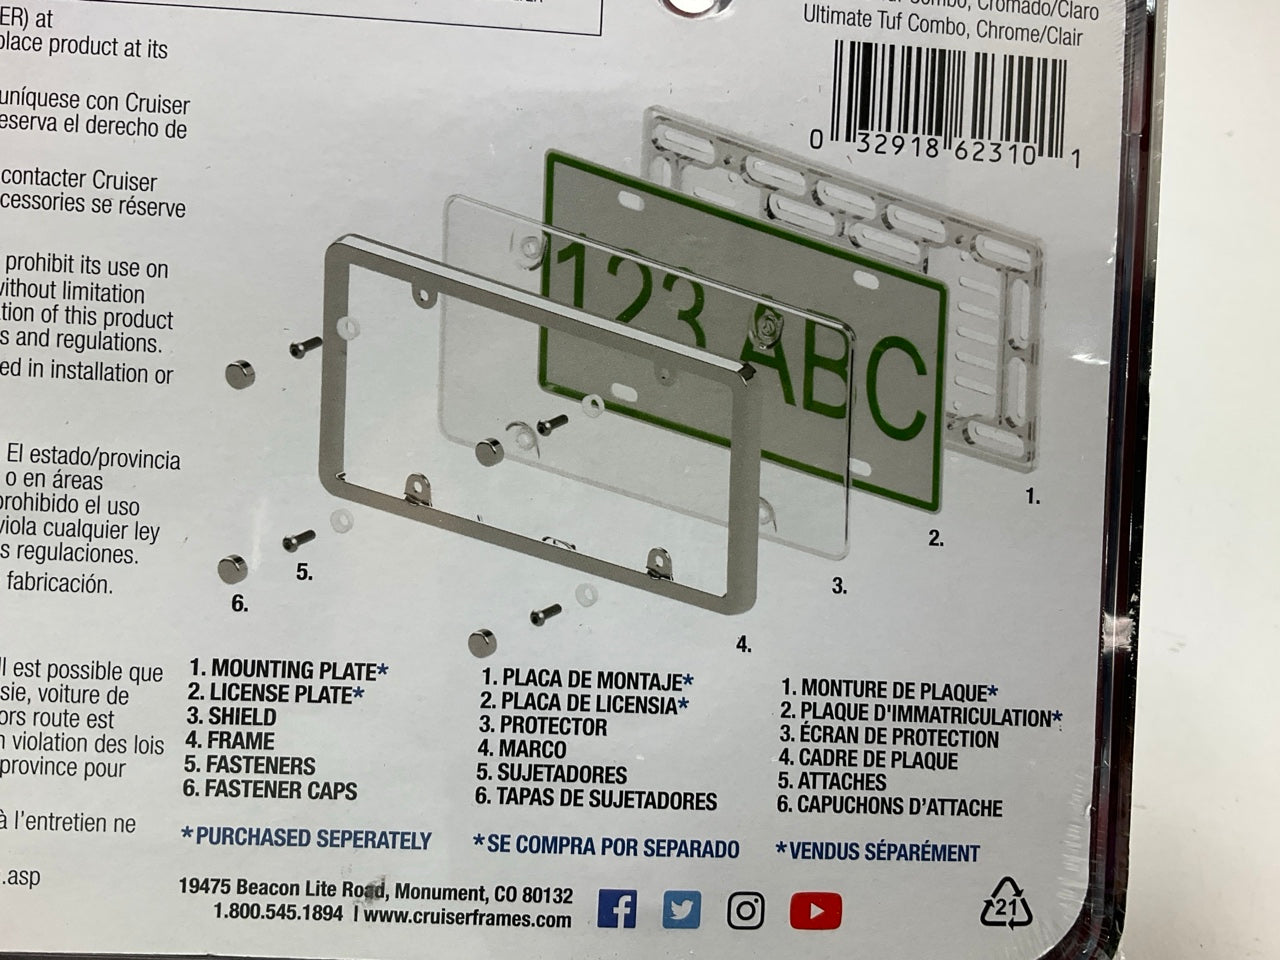 ER) at
place product at its
uníquese con Cruiser
eserva el derecho de
contacter Cruiser
cessories se réserve
prohibit its use on
without limitation
tion of this product
s and regulations.
ed in installation or
El estado/provincia
o en áreas
prohibido el uso
viola cualquier ley
s regulaciones.
fabricación.
Il est possible que
sie, voiture de
ors route est
n violation des lois
province pour
à l'entretien ne
.asp
Combo, Cromado/Claro
Ultimate Tuf Combo, Chrome/Clair
0 32918 62310 1
123 ABC
1.
2.
3.
4.
5.
6.
1. MOUNTING PLATE*
2. LICENSE PLATE*
3. SHIELD
4. FRAME
5. FASTENERS
6. FASTENER CAPS
*PURCHASED SEPERATELY
1. PLACA DE MONTAJE*
2. PLACA DE LICENSIA*
3. PROTECTOR
4. MARCO
5. SUJETADORES
6. TAPAS DE SUJETADORES
*SE COMPRA POR SEPARADO
1. MONTURE DE PLAQUE*
2. PLAQUE D'IMMATRICULATION*
3. ÉCRAN DE PROTECTION
4. CADRE DE PLAQUE
5. ATTACHES
6. CAPUCHONS D'ATTACHE
*VENDUS SÉPARÉMENT
19475 Beacon Lite Road, Monument, CO 80132
1.800.545.1894 | www.cruiserframes.com
21